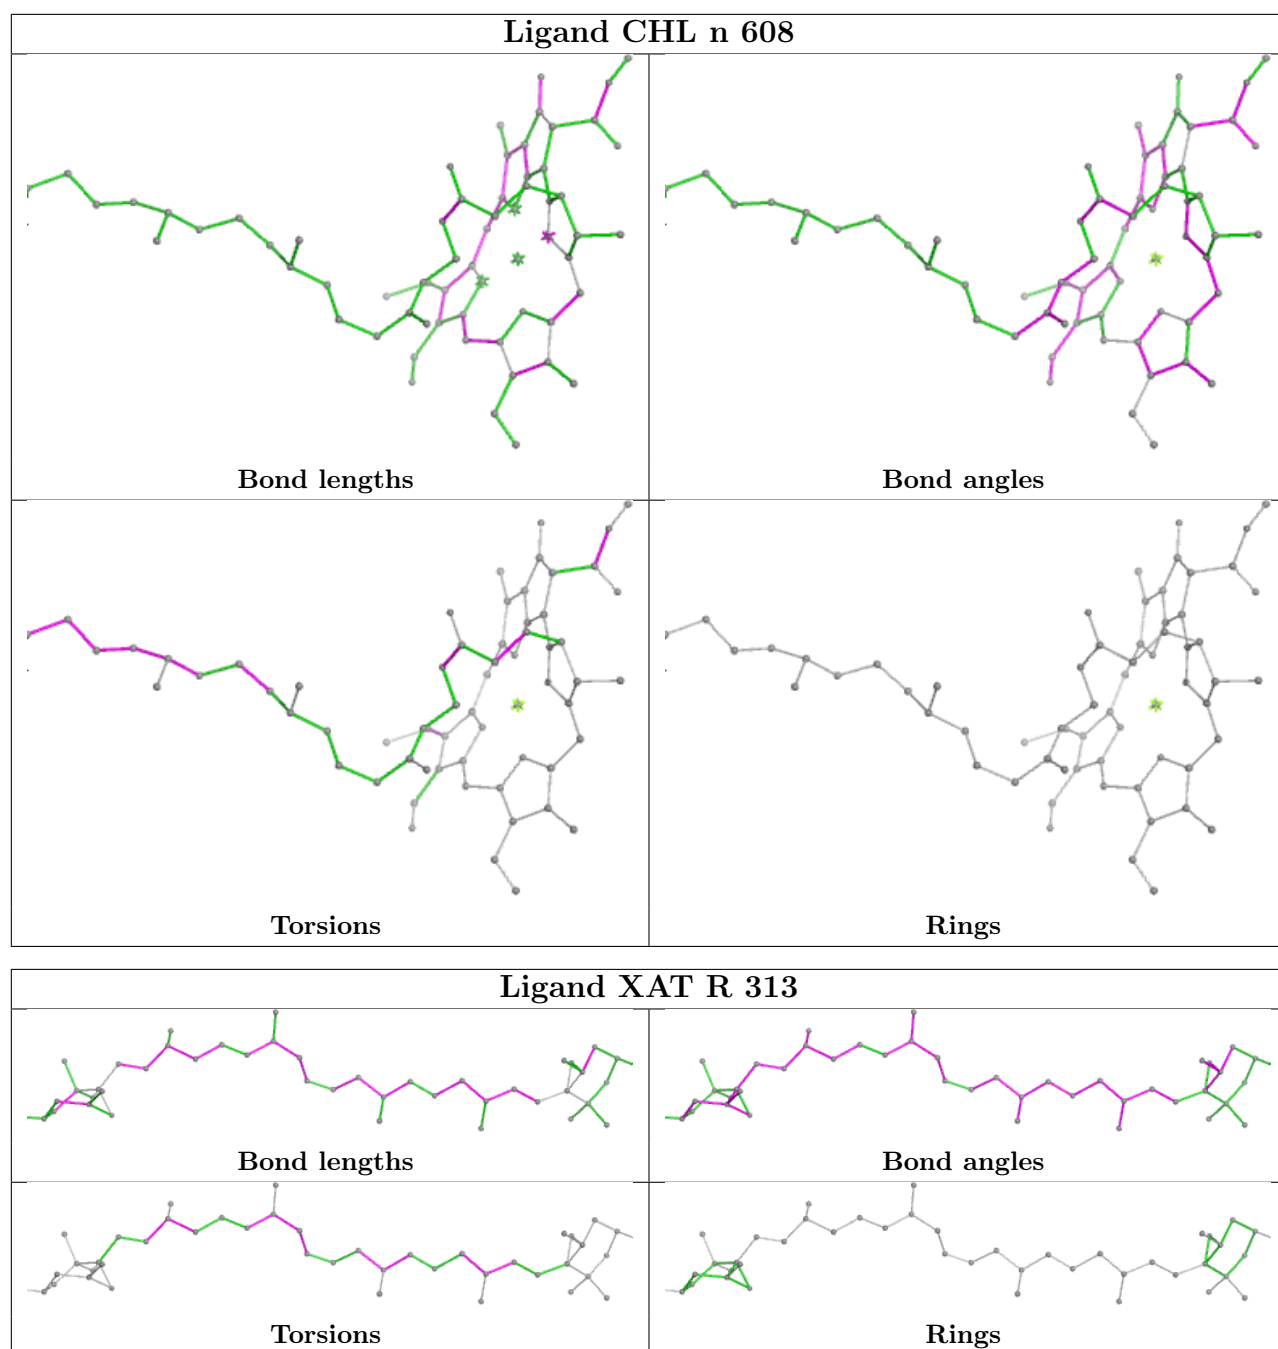 Ligand CHL n 608
Bond lengths
Bond angles
Torsions
Rings
Ligand XAT R 313
Bond lengths
Bond angles
Torsions
Rings